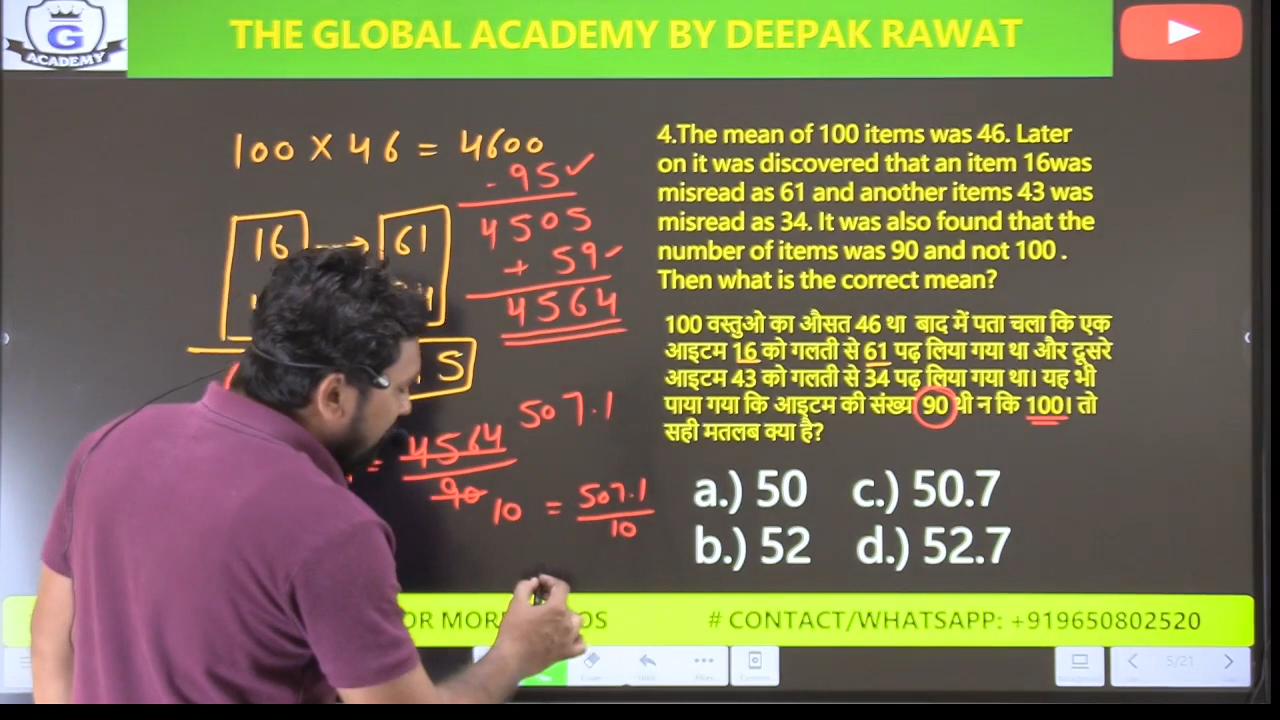 THE GLOBAL ACADEMY BY DEEPAK RAWAT
G
ACADEMY
100 X 46 = 4600
- 95
4505
+ 59
4564
16 → 61
5
= 4564
90
507.1
10 = 507.1
10
4.The mean of 100 items was 46. Later
on it was discovered that an item 16was
misread as 61 and another items 43 was
misread as 34. It was also found that the
number of items was 90 and not 100 .
Then what is the correct mean?
100 वस्तुओ का औसत 46 था बाद में पता चला कि एक
आइटम 16 को गलती से 61 पढ़ लिया गया था और दूसरे
आइटम 43 को गलती से 34 पढ़ लिया गया था। यह भी
पाया गया कि आइटम की संख्या 90 थी न कि 100। तो
सही मतलब क्या है?
a.) 50 c.) 50.7
b.) 52 d.) 52.7
OR MOR OS
# CONTACT/WHATSAPP: +919650802520
5/21